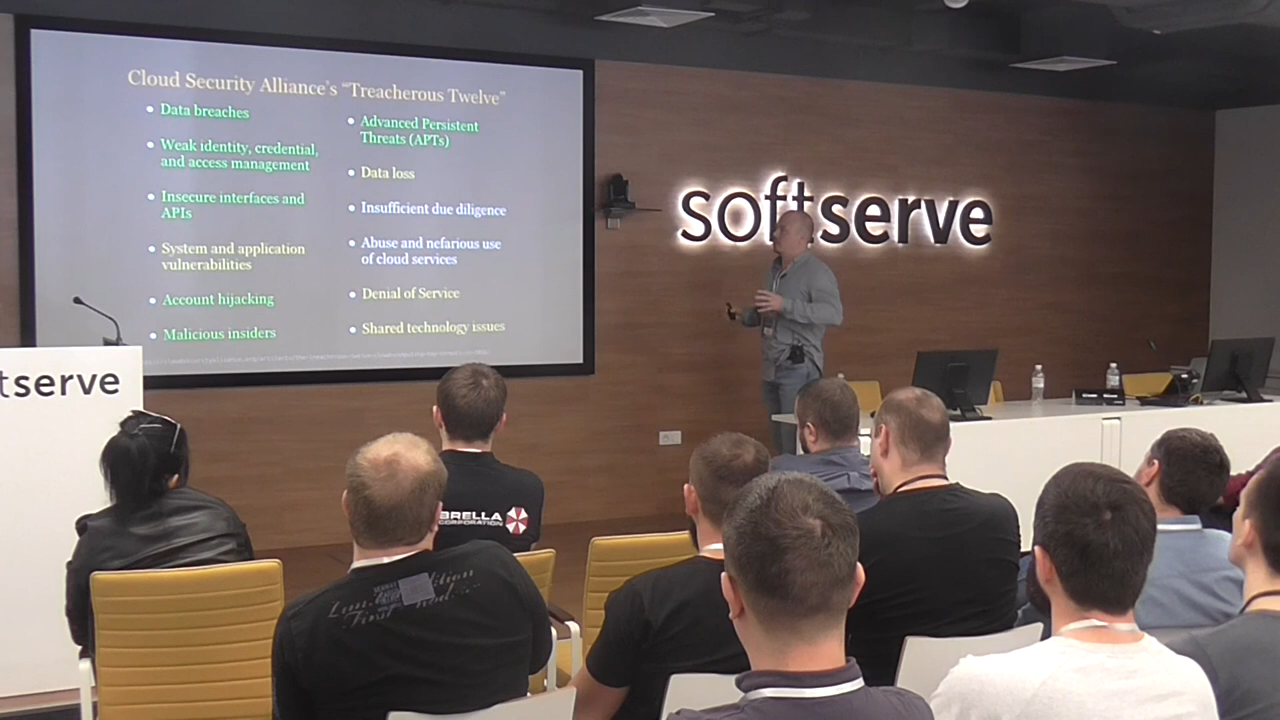 Cloud Security Alliance's “Treacherous Twelve”
Data breaches
Weak identity, credential,
and access management
Insecure interfaces and
APIs
System and application
vulnerabilities
Account hijacking
Malicious insiders
Advanced Persistent
Threats (APTs)
Data loss
Insufficient due diligence
Abuse and nefarious use
of cloud services
Denial of Service
Shared technology issues
softserve
tserve
BRELLA
CORPORATION